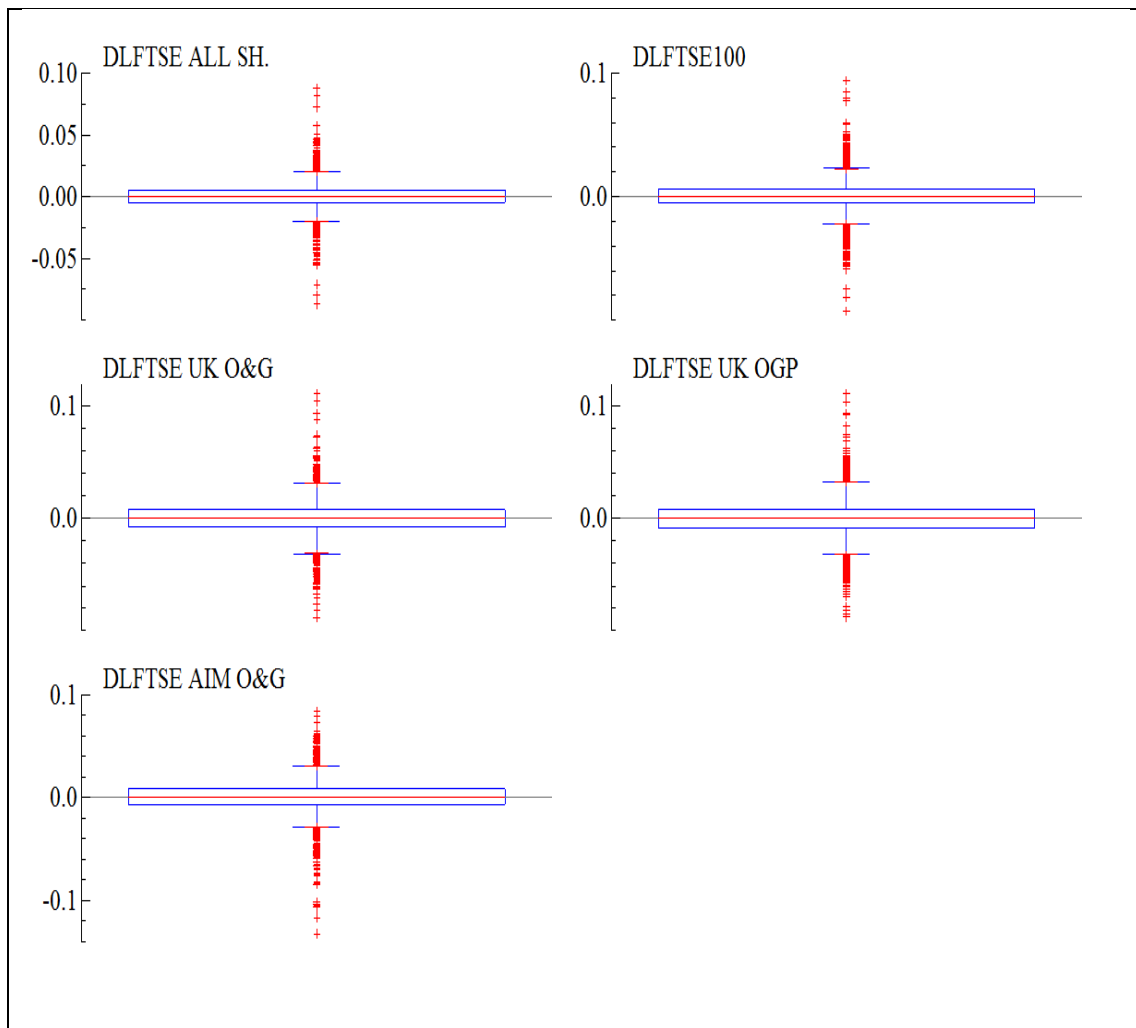 DLFTSE ALL SH.
0.10
0.05
0.00
-0.05
DLFTSE100
0.1
0.0
DLFTSE UK O&G
0.1
0.0
DLFTSE UK OGP
0.1
0.0
DLFTSE AIM O&G
0.1
0.0
-0.1